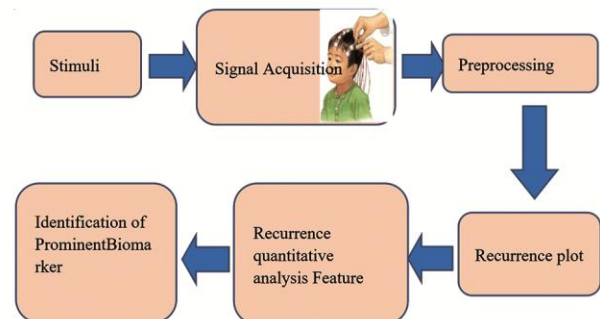 Stimuli
Signal Acquisition
Preprocessing
Recurrence plot
Recurrence
quantitative
analysis Feature
Identification of
ProminentBioma
rker